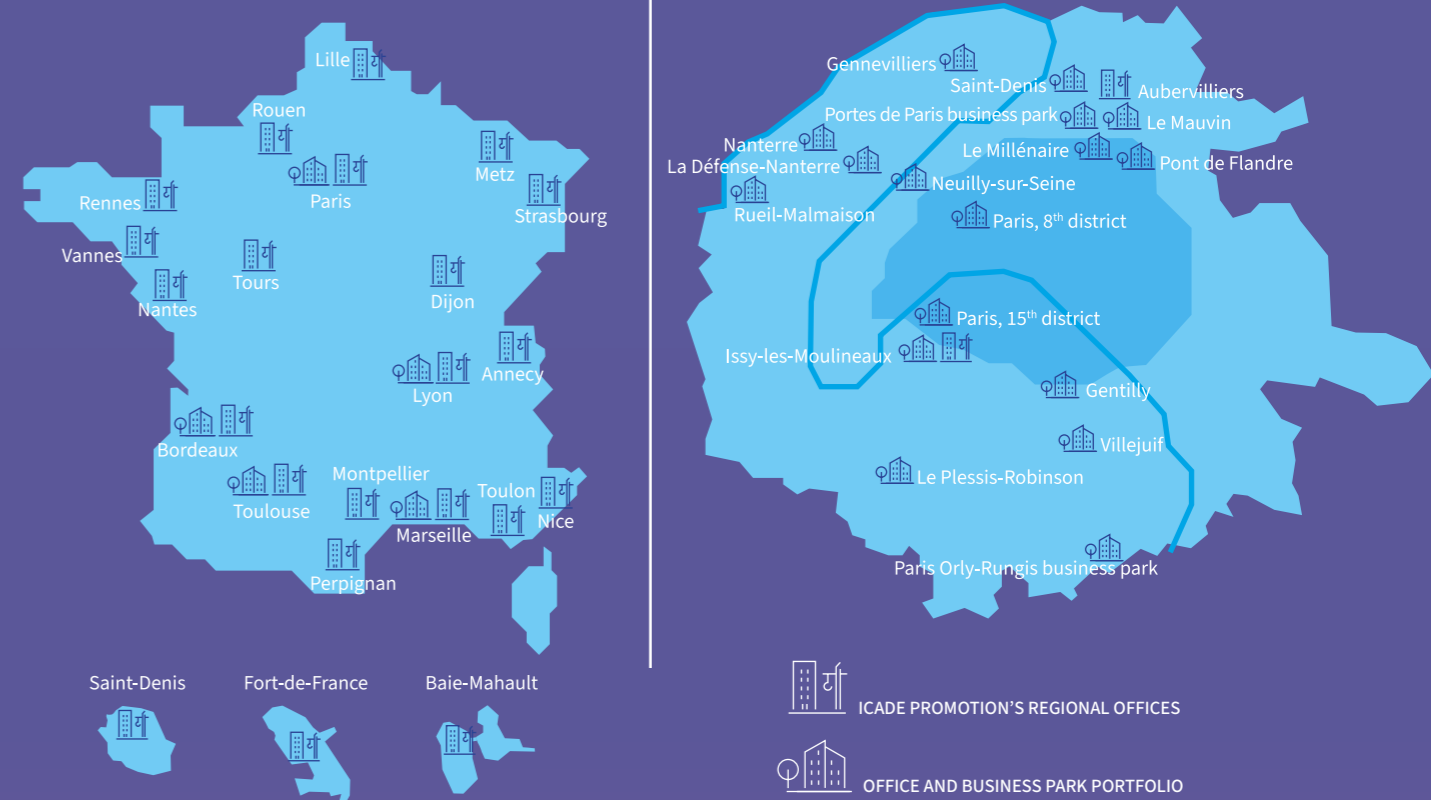 Lille
Rouen
Paris
Metz
Strasbourg
Rennes
Vannes
Nantes
Tours
Dijon
Annecy
Lyon
Bordeaux
Toulouse
Montpellier
Marseille
Toulon
Nice
Perpignan
Saint-Denis
Fort-de-France
Baie-Mahault
Gennevilliers
Saint-Denis
Aubervilliers
Portes de Paris business park
Le Mauvin
Nanterre
La Défense-Nanterre
Le Millénaire
Pont de Flandre
Neuilly-sur-Seine
Rueil-Malmaison
Paris, 8th district
Paris, 15th district
Issy-les-Moulineaux
Gentilly
Villejuif
Le Plessis-Robinson
Paris Orly-Rungis business park
ICADE PROMOTION’S REGIONAL OFFICES
OFFICE AND BUSINESS PARK PORTFOLIO